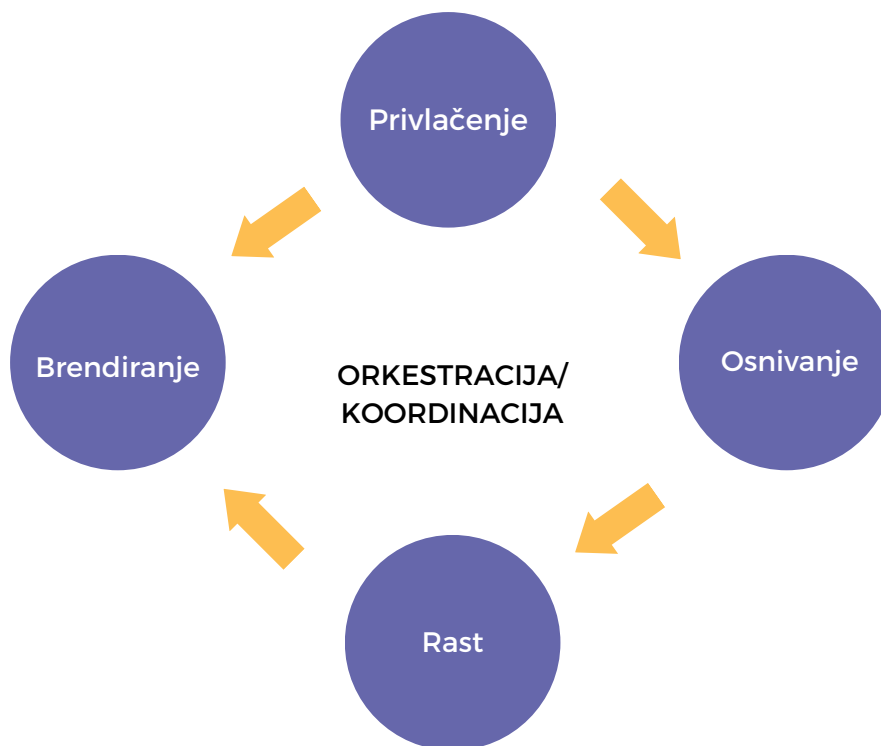 Privlačenje
Brendiranje
Osnivanje
ORKESTRACIJA/
KOORDINACIJA
Rast